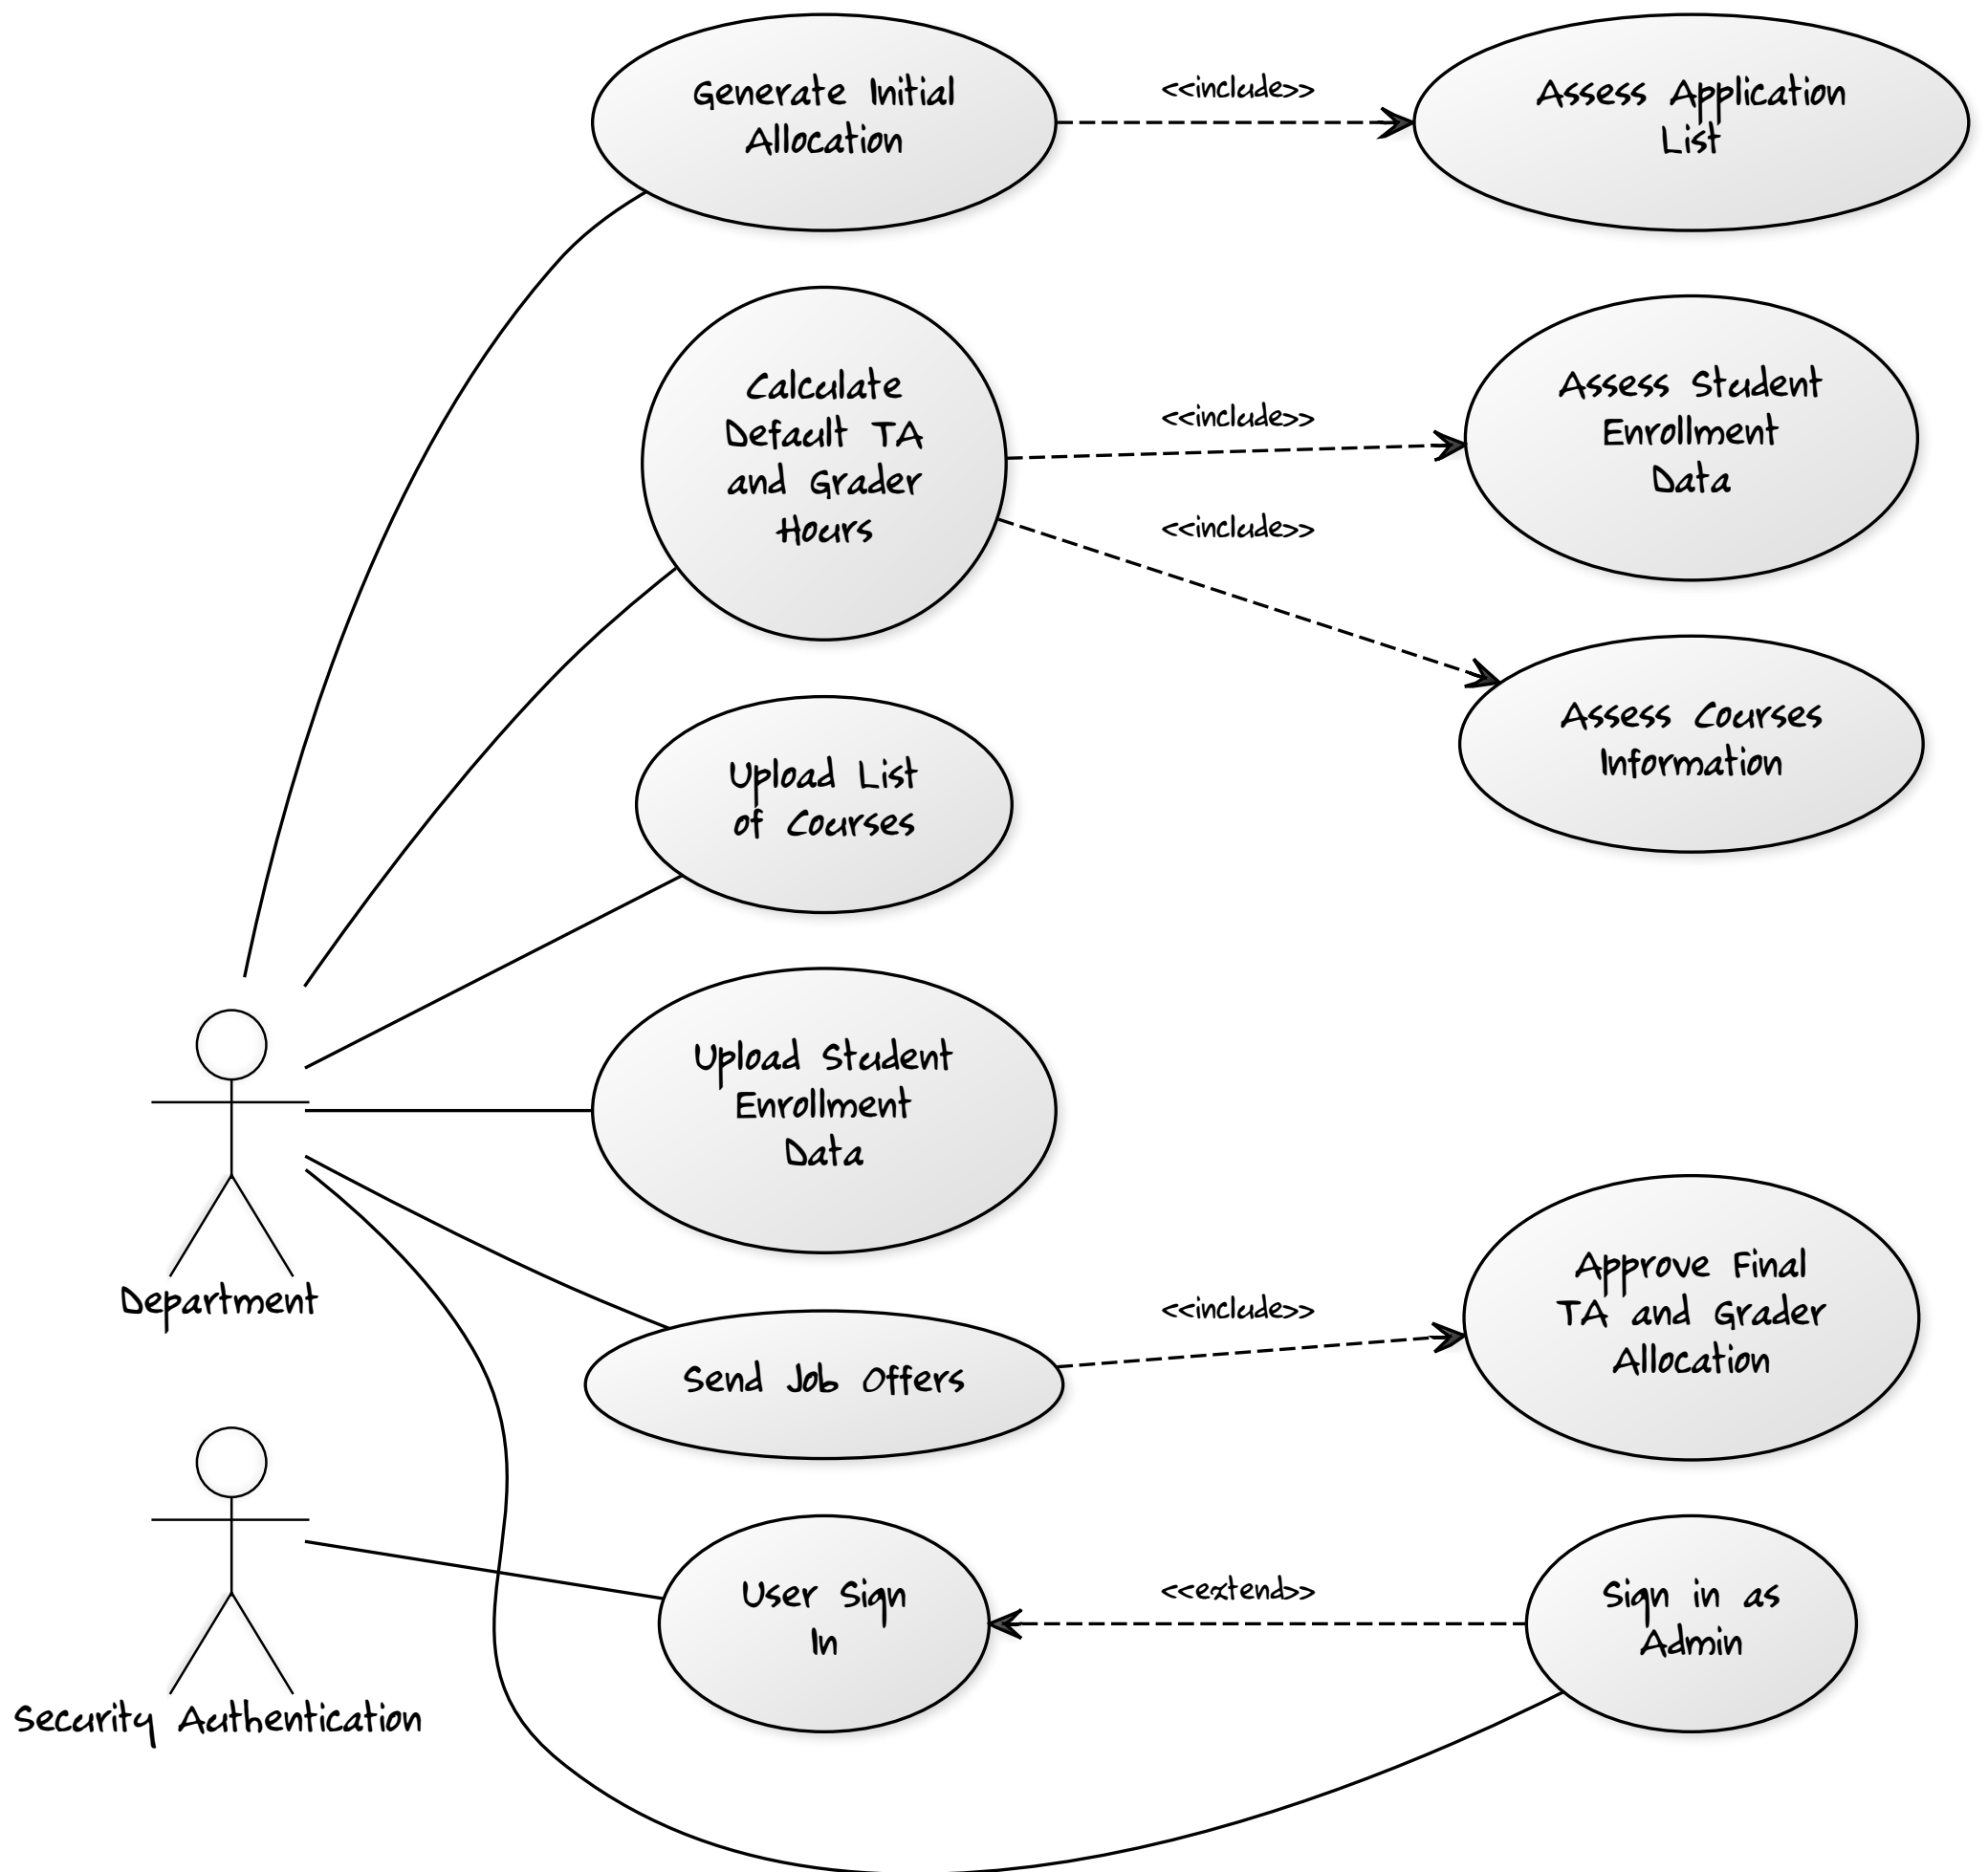 Generate Initial
Allocation
<<include>>
Assess Application
List
Calculate
Default TA
and Grader
Hours
<<include>>
Assess Student
Enrollment
Data
<<include>>
Assess Courses
Information
Upload List
of Courses
Upload Student
Enrollment
Data
Department
Send Job Offers
<<include>>
Approve Final
TA and Grader
Allocation
Security Authentication
User Sign
In
<<extend>>
Sign in as
Admin